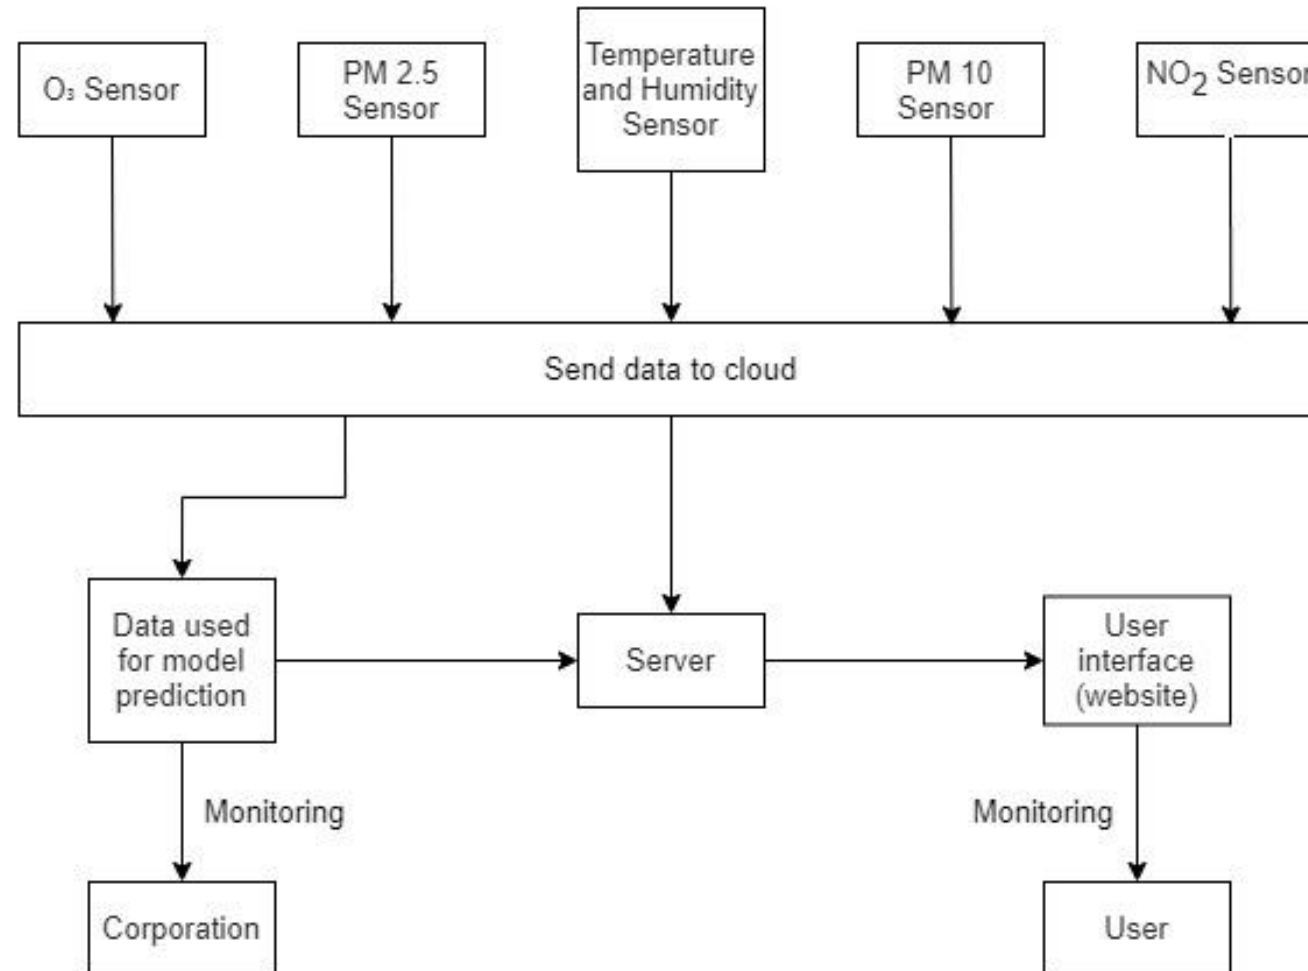 O₃ Sensor
PM 2.5
Sensor
Temperature
and Humidity
Sensor
PM 10
Sensor
NO₂ Sensor
Send data to cloud
Data used
for model
prediction
Server
User
interface
(website)
Monitoring
Monitoring
Corporation
User